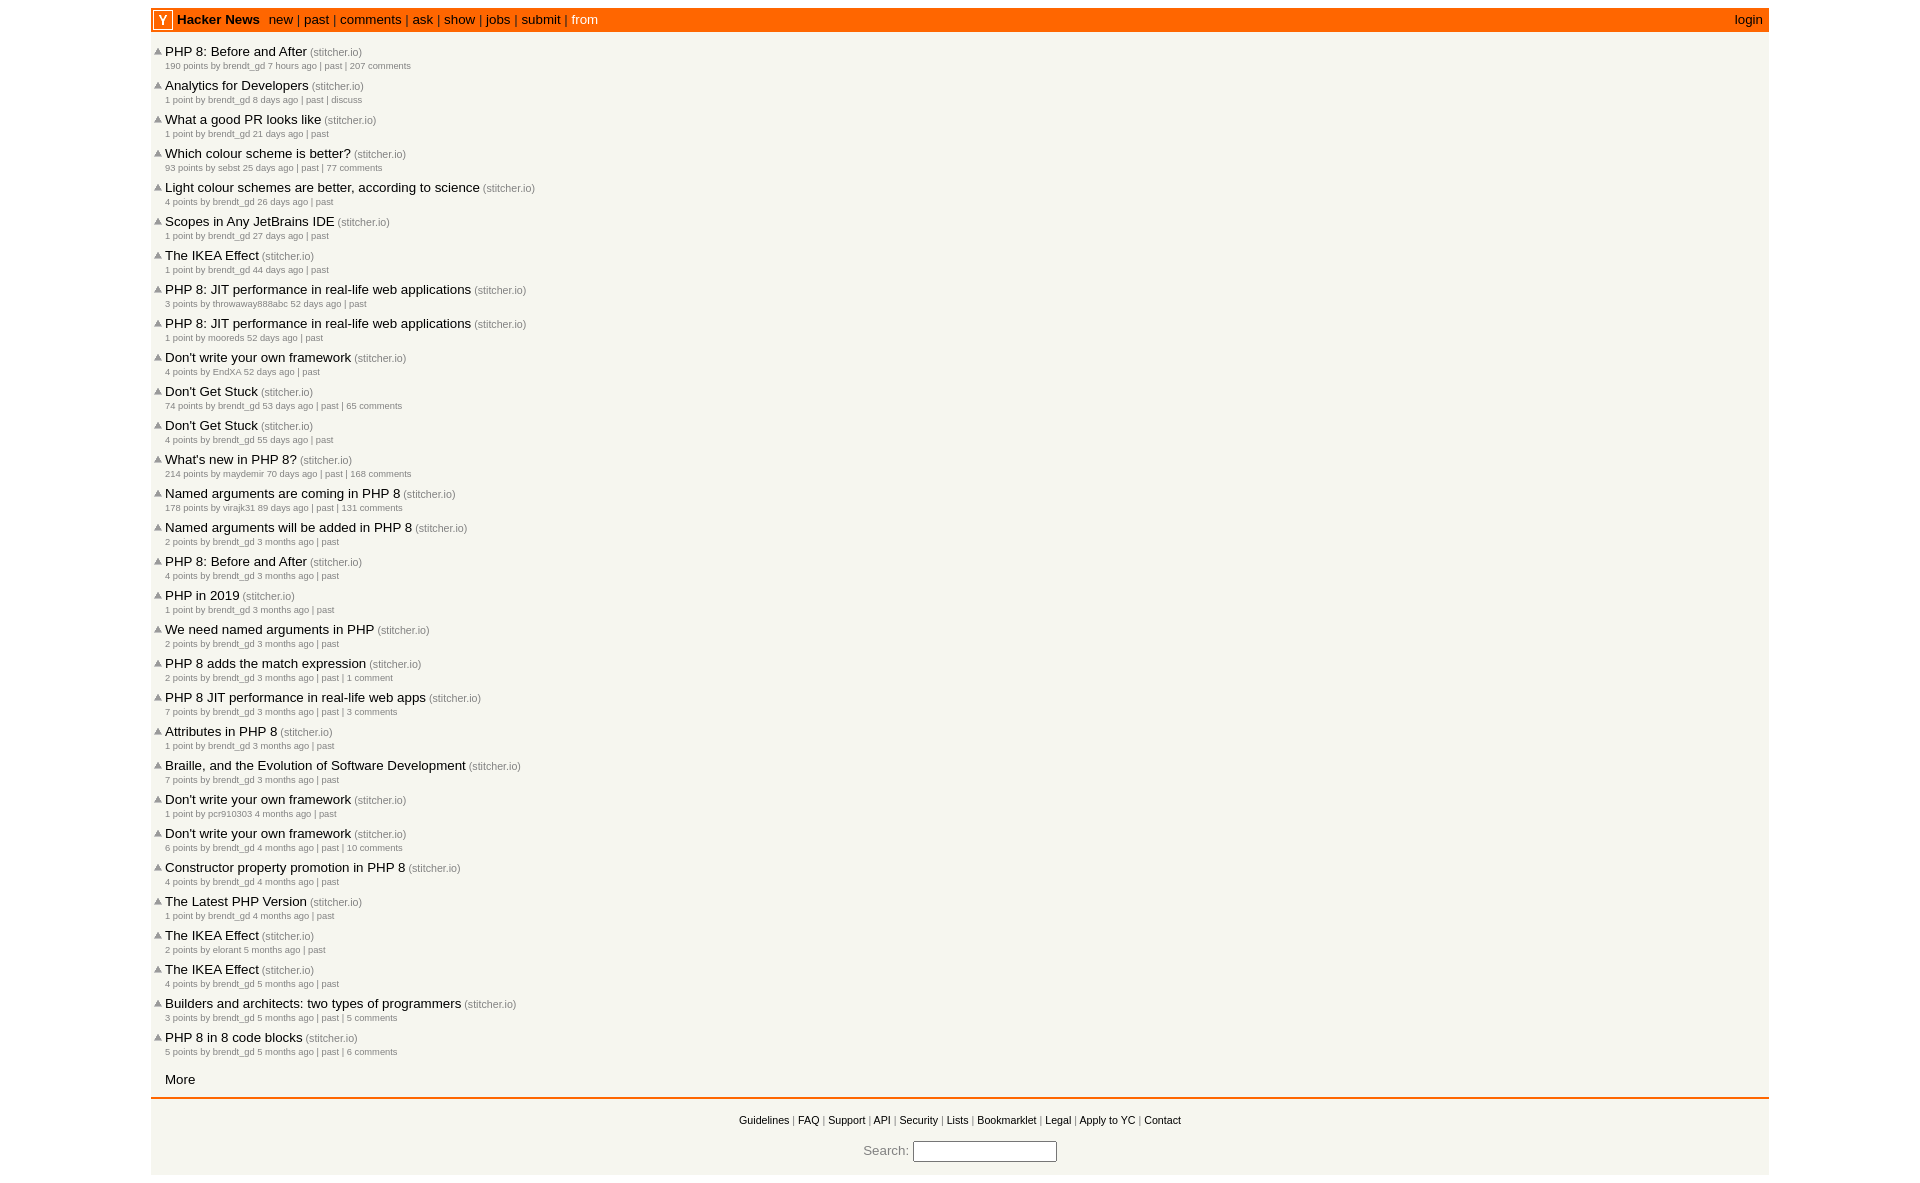 Y Hacker News new | past | comments | ask | show | jobs | submit | from login
PHP 8: Before and After (stitcher.io)
190 points by brendt_gd 7 hours ago | past | 207 comments
Analytics for Developers (stitcher.io)
1 point by brendt_gd 8 days ago | past | discuss
What a good PR looks like (stitcher.io)
1 point by brendt_gd 21 days ago | past
Which colour scheme is better? (stitcher.io)
93 points by sebst 25 days ago | past | 77 comments
Light colour schemes are better, according to science (stitcher.io)
4 points by brendt_gd 26 days ago | past
Scopes in Any JetBrains IDE (stitcher.io)
1 point by brendt_gd 27 days ago | past
The IKEA Effect (stitcher.io)
1 point by brendt_gd 44 days ago | past
PHP 8: JIT performance in real-life web applications (stitcher.io)
3 points by throwaway888abc 52 days ago | past
PHP 8: JIT performance in real-life web applications (stitcher.io)
1 point by mooreds 52 days ago | past
Don't write your own framework (stitcher.io)
4 points by EndXA 52 days ago | past
Don't Get Stuck (stitcher.io)
74 points by brendt_gd 53 days ago | past | 65 comments
Don't Get Stuck (stitcher.io)
4 points by brendt_gd 55 days ago | past
What's new in PHP 8? (stitcher.io)
214 points by maydemir 70 days ago | past | 168 comments
Named arguments are coming in PHP 8 (stitcher.io)
178 points by virajk31 89 days ago | past | 131 comments
Named arguments will be added in PHP 8 (stitcher.io)
2 points by brendt_gd 3 months ago | past
PHP 8: Before and After (stitcher.io)
4 points by brendt_gd 3 months ago | past
PHP in 2019 (stitcher.io)
1 point by brendt_gd 3 months ago | past
We need named arguments in PHP (stitcher.io)
2 points by brendt_gd 3 months ago | past
PHP 8 adds the match expression (stitcher.io)
2 points by brendt_gd 3 months ago | past | 1 comment
PHP 8 JIT performance in real-life web apps (stitcher.io)
7 points by brendt_gd 3 months ago | past | 3 comments
Attributes in PHP 8 (stitcher.io)
1 point by brendt_gd 3 months ago | past
Braille, and the Evolution of Software Development (stitcher.io)
7 points by brendt_gd 3 months ago | past
Don't write your own framework (stitcher.io)
1 point by pcr910303 4 months ago | past
Don't write your own framework (stitcher.io)
6 points by brendt_gd 4 months ago | past | 10 comments
Constructor property promotion in PHP 8 (stitcher.io)
4 points by brendt_gd 4 months ago | past
The Latest PHP Version (stitcher.io)
1 point by brendt_gd 4 months ago | past
The IKEA Effect (stitcher.io)
2 points by elorant 5 months ago | past
The IKEA Effect (stitcher.io)
4 points by brendt_gd 5 months ago | past
Builders and architects: two types of programmers (stitcher.io)
3 points by brendt_gd 5 months ago | past | 5 comments
PHP 8 in 8 code blocks (stitcher.io)
5 points by brendt_gd 5 months ago | past | 6 comments
More
Guidelines | FAQ | Support | API | Security | Lists | Bookmarklet | Legal | Apply to YC | Contact
Search: